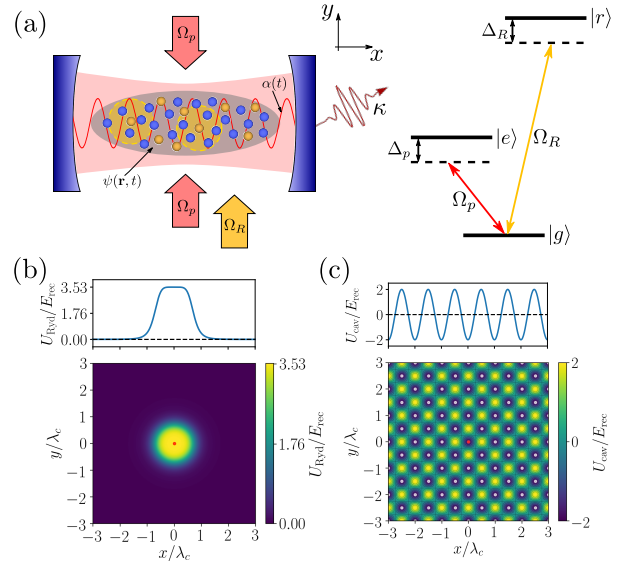 (a)
Ω_p
α(t)
κ
ψ(r, t)
Ω_p
Ω_R
y
x
|r⟩
Δ_R
|e⟩
Δ_p
Ω_R
Ω_p
|g⟩
(b)
U_Ryd/E_rec
3.53
1.76
0.00
y/λ_c
3
2
1
0
−1
−2
−3
−3 −2 −1 0 1 2 3
x/λ_c
3.53
1.76
0.00
U_Ryd/E_rec
(c)
U_cav/E_rec
2
0
−2
y/λ_c
3
2
1
0
−1
−2
−3
−3 −2 −1 0 1 2 3
x/λ_c
2
0
−2
U_cav/E_rec